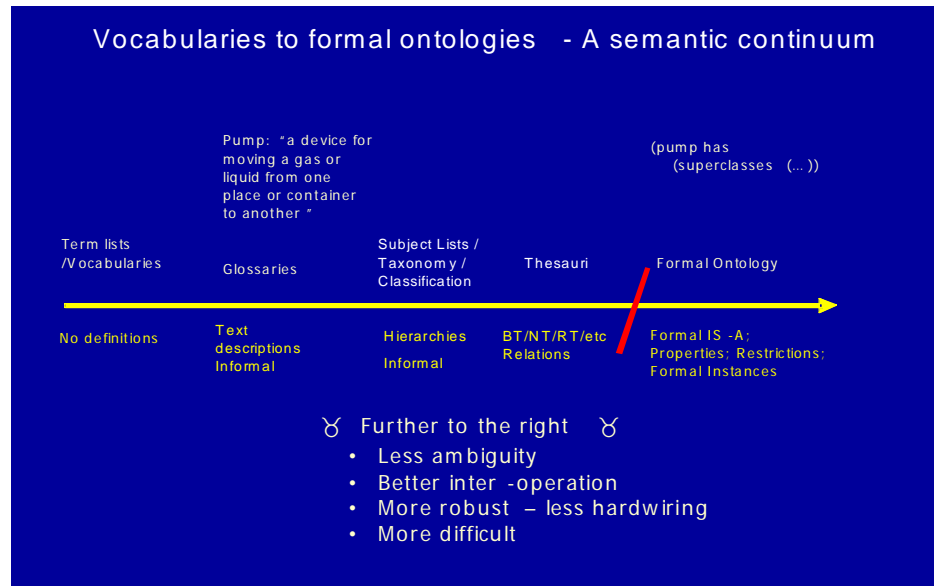 Vocabularies to formal ontologies - A semantic continuum
Pump: "a device for
moving a gas or
liquid from one
place or container
to another"
(pump has
(superclasses (…))
Term lists
/Vocabularies
Glossaries
Subject Lists /
Taxonomy /
Classification
Thesauri
Formal Ontology
No definitions
Text
descriptions
Informal
Hierarchies
Informal
BT/NT/RT/etc
Relations
Formal IS -A;
Properties; Restrictions;
Formal Instances
♉ Further to the right ♉
• Less ambiguity
• Better inter -operation
• More robust – less hardwiring
• More difficult